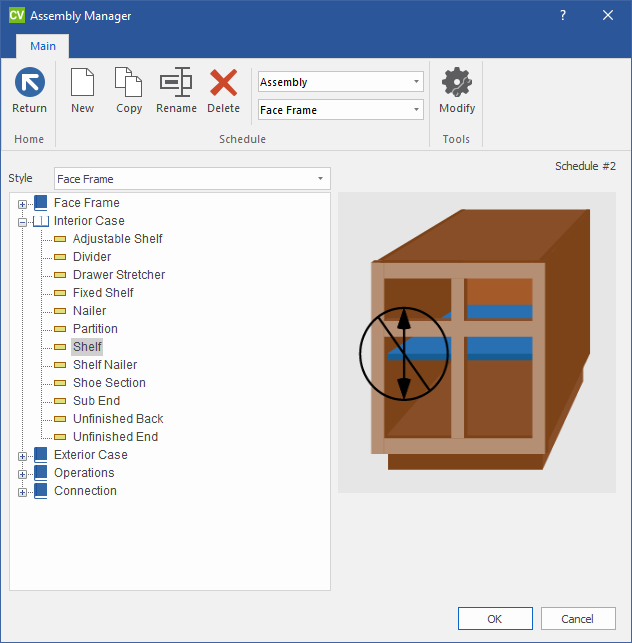 CV Assembly Manager ?
Main
Return New Copy Rename Delete Assembly Face Frame Modify
Home Schedule Tools
Schedule #2
Style Face Frame
Face Frame
Interior Case
Adjustable Shelf
Divider
Drawer Stretcher
Fixed Shelf
Nailer
Partition
Shelf
Shelf Nailer
Shoe Section
Sub End
Unfinished Back
Unfinished End
Exterior Case
Operations
Connection
OK Cancel